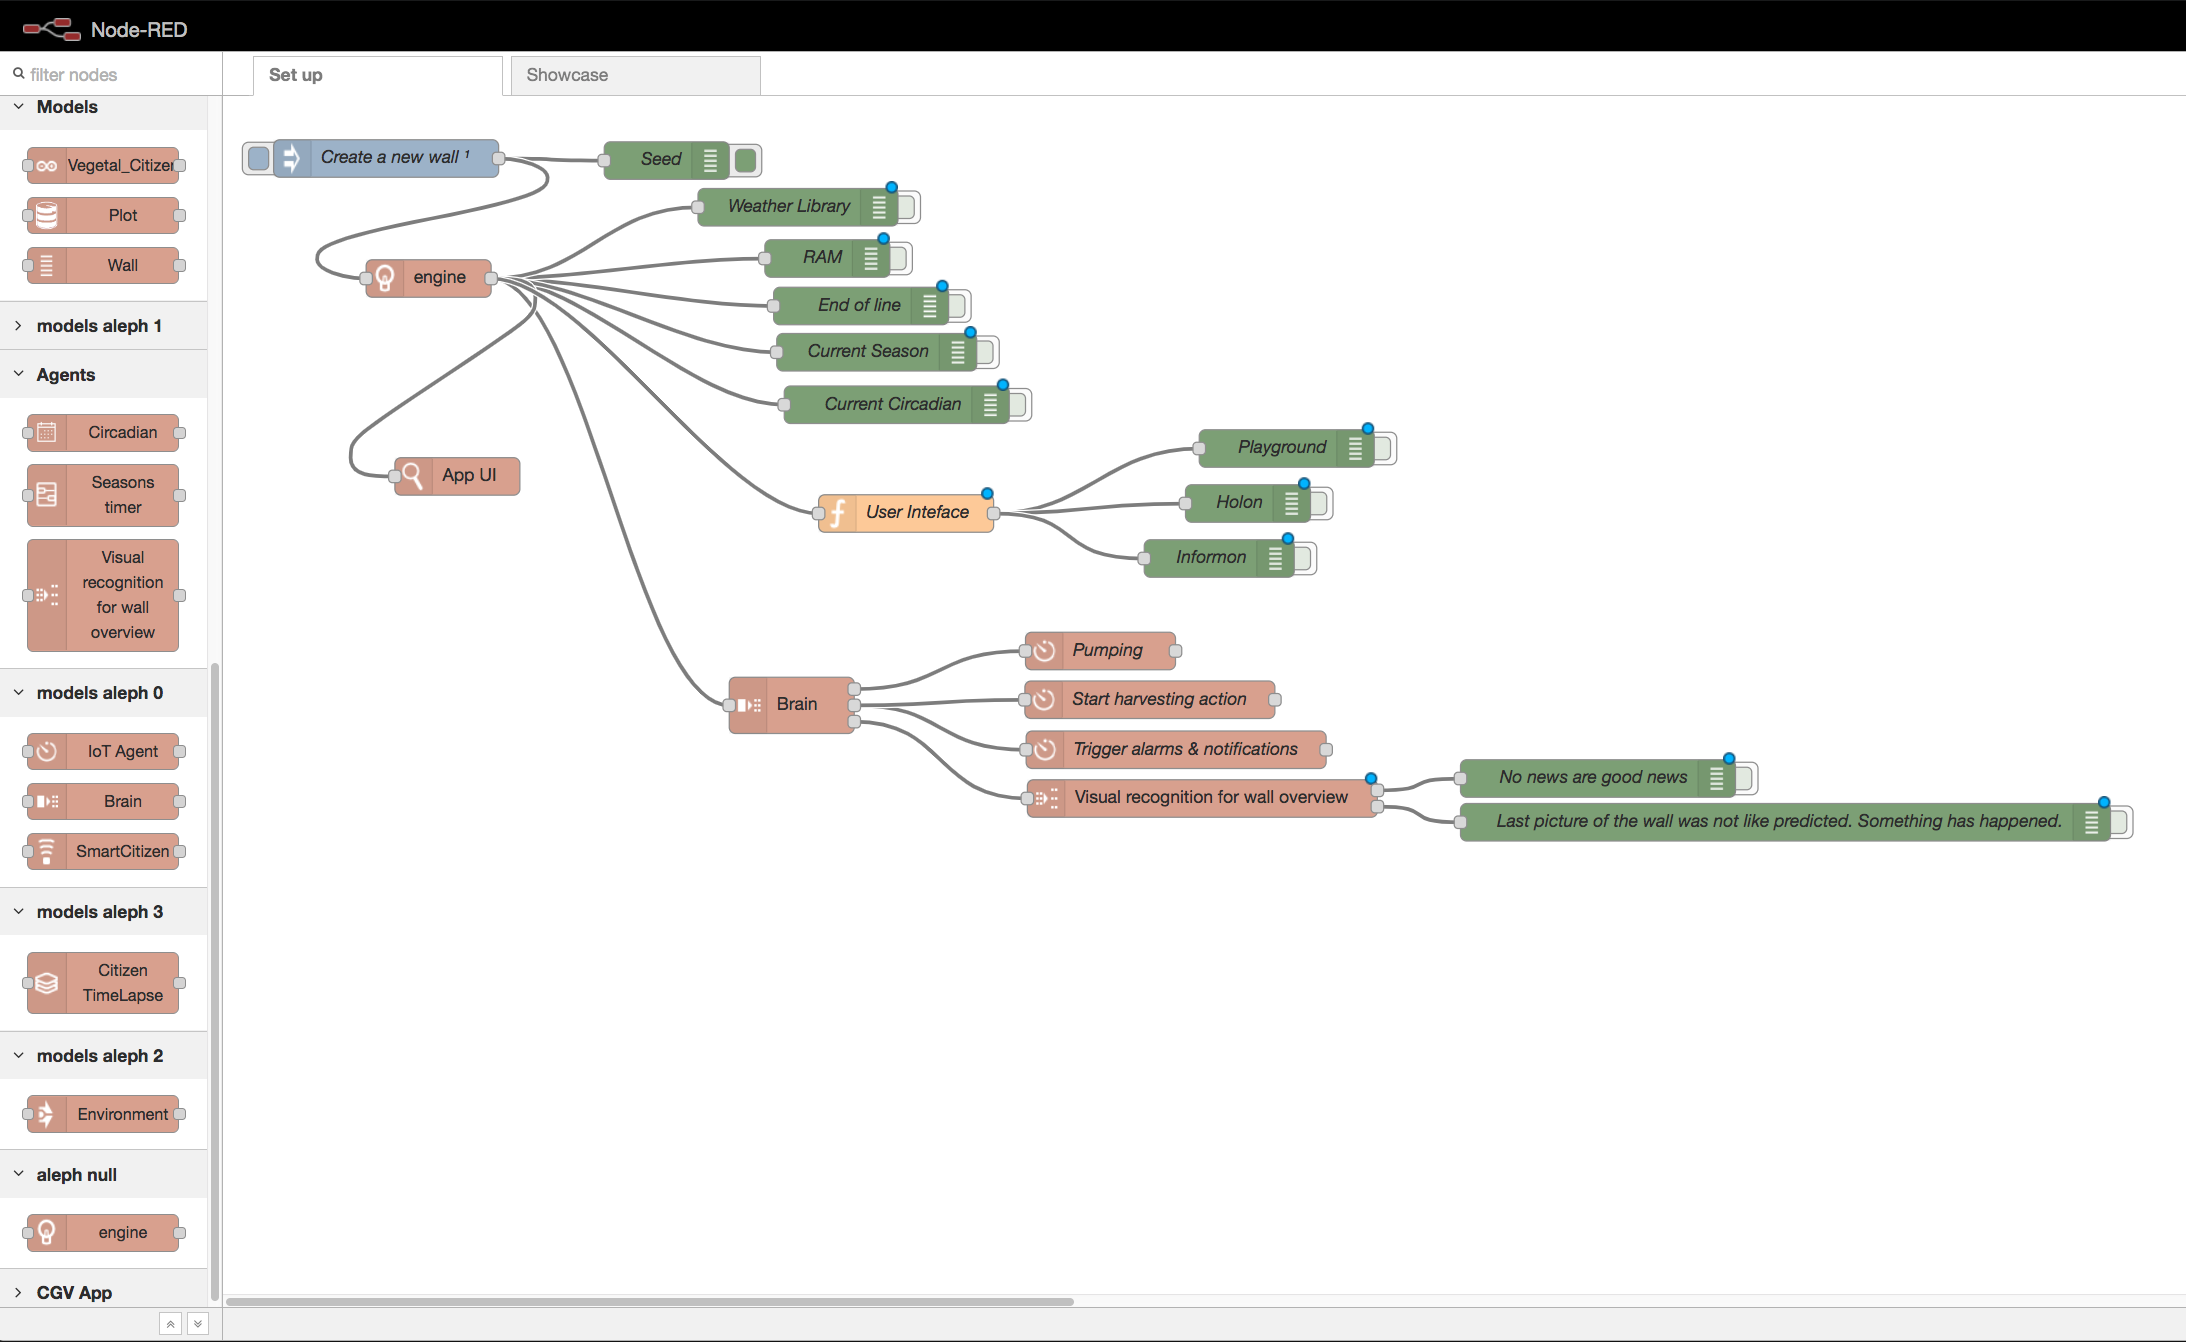 Node-RED
filter nodes
Set up
Showcase
Models
Vegetal_Citizen
Plot
Wall
models aleph 1
Agents
Circadian
Seasons
timer
Visual
recognition
for wall
overview
models aleph 0
IoT Agent
Brain
SmartCitizen
models aleph 3
Citizen
TimeLapse
models aleph 2
Environment
aleph null
engine
CGV App
Create a new wall ¹
Seed
Weather Library
RAM
engine
End of line
Current Season
Current Circadian
Playground
App UI
Holon
User Inteface
Informon
Pumping
Start harvesting action
Brain
Trigger alarms & notifications
No news are good news
Visual recognition for wall overview
Last picture of the wall was not like predicted. Something has happened.